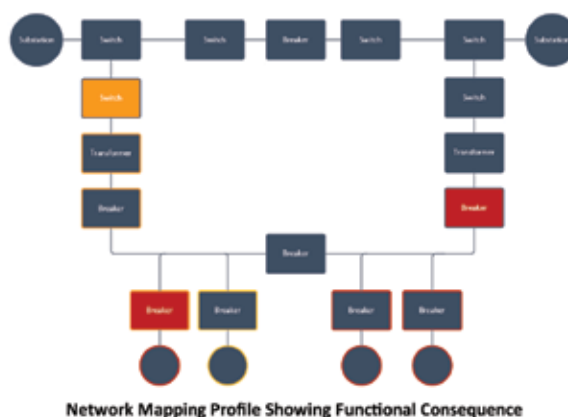 Substation Switch Switch Breaker Switch Switch Substation
Switch Switch
Transformer Transformer
Breaker Breaker
Breaker
Breaker Breaker Breaker Breaker
Network Mapping Profile Showing Functional Consequence